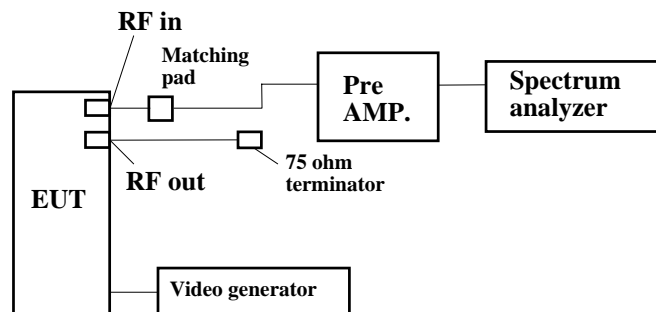 RF in
Matching
pad
Pre
AMP.
Spectrum
analyzer
75 ohm
terminator
RF out
EUT
Video generator